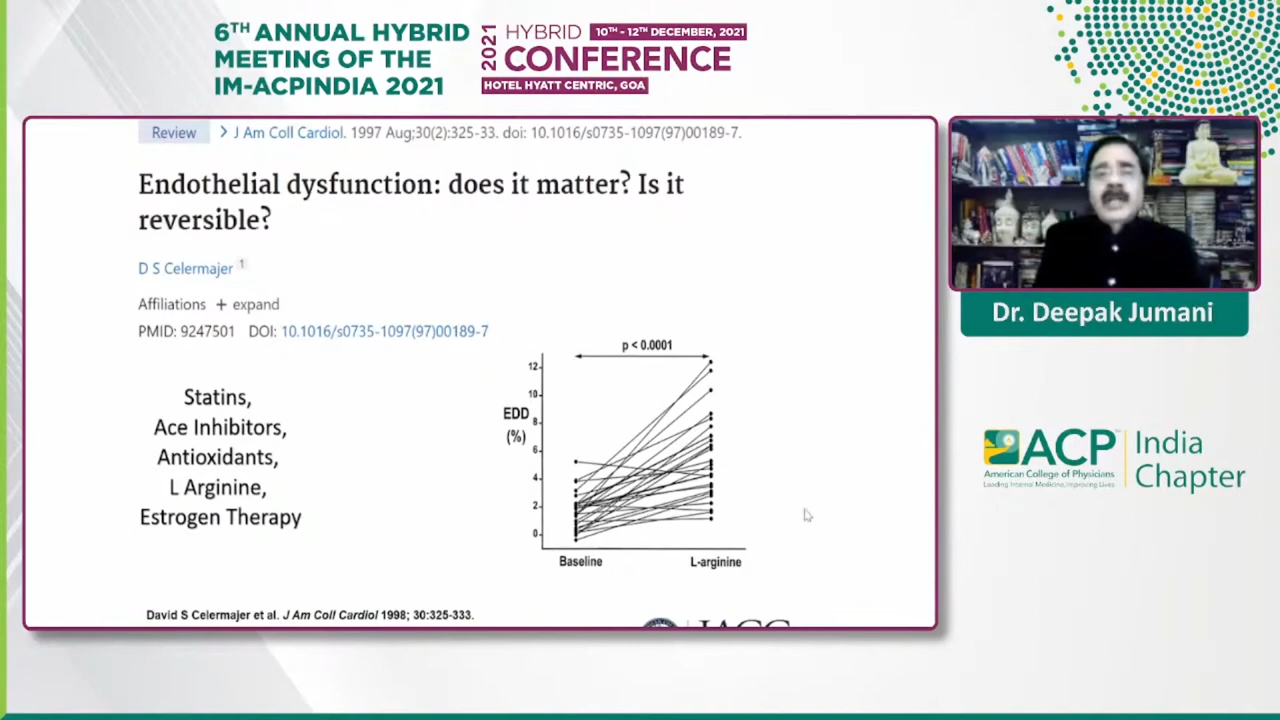 6TH ANNUAL HYBRID
MEETING OF THE
IM-ACPINDIA 2021
2021
HYBRID 10TH - 12TH DECEMBER, 2021
CONFERENCE
HOTEL HYATT CENTRIC, GOA
Review > J Am Coll Cardiol. 1997 Aug;30(2):325-33. doi: 10.1016/s0735-1097(97)00189-7.
Endothelial dysfunction: does it matter? Is it
reversible?
D S Celermajer 1
Affiliations + expand
PMID: 9247501 DOI: 10.1016/s0735-1097(97)00189-7
Statins,
Ace Inhibitors,
Antioxidants,
L Arginine,
Estrogen Therapy
p < 0.0001
12
10
EDD
8
(%)
6
4
2
0
Baseline L-arginine
David S Celermajer et al. J Am Coll Cardiol 1998; 30:325-333.
Dr. Deepak Jumani
ACP
American College of Physicians
Leading Internal Medicine, Improving Lives
India
Chapter